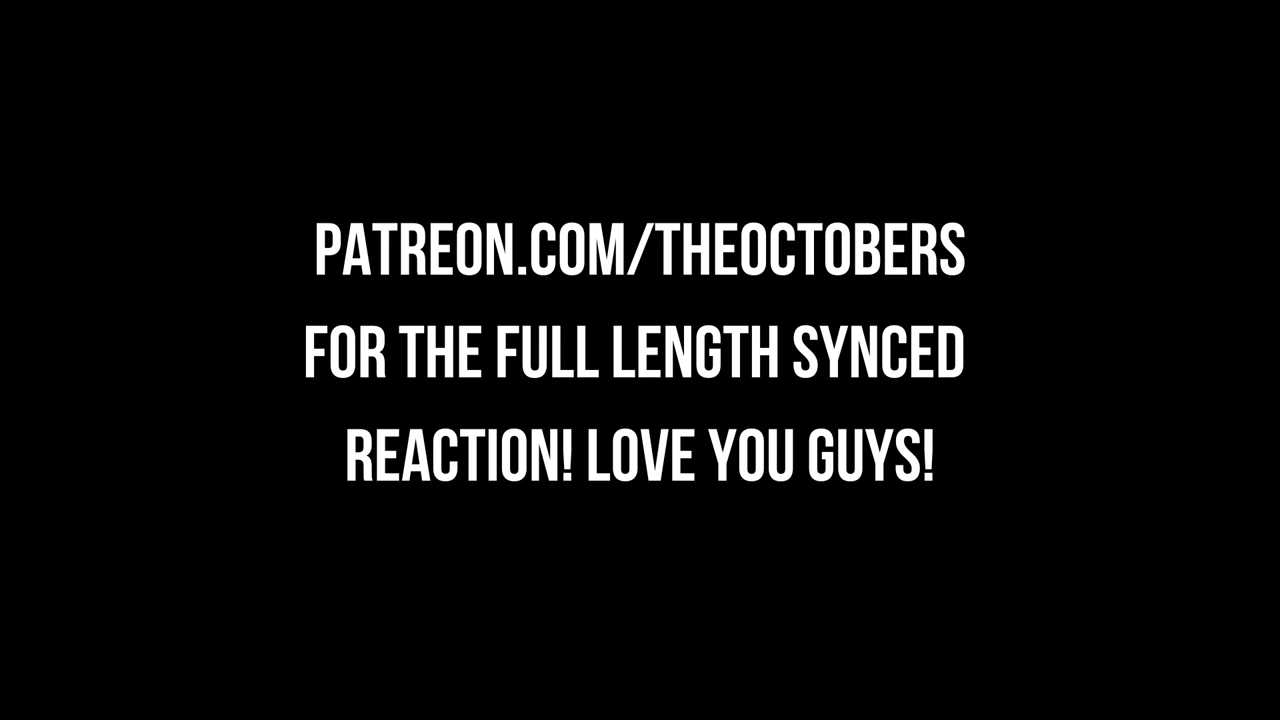 PATREON.COM/THEOCTOBERS
FOR THE FULL LENGTH SYNCED
REACTION! LOVE YOU GUYS!